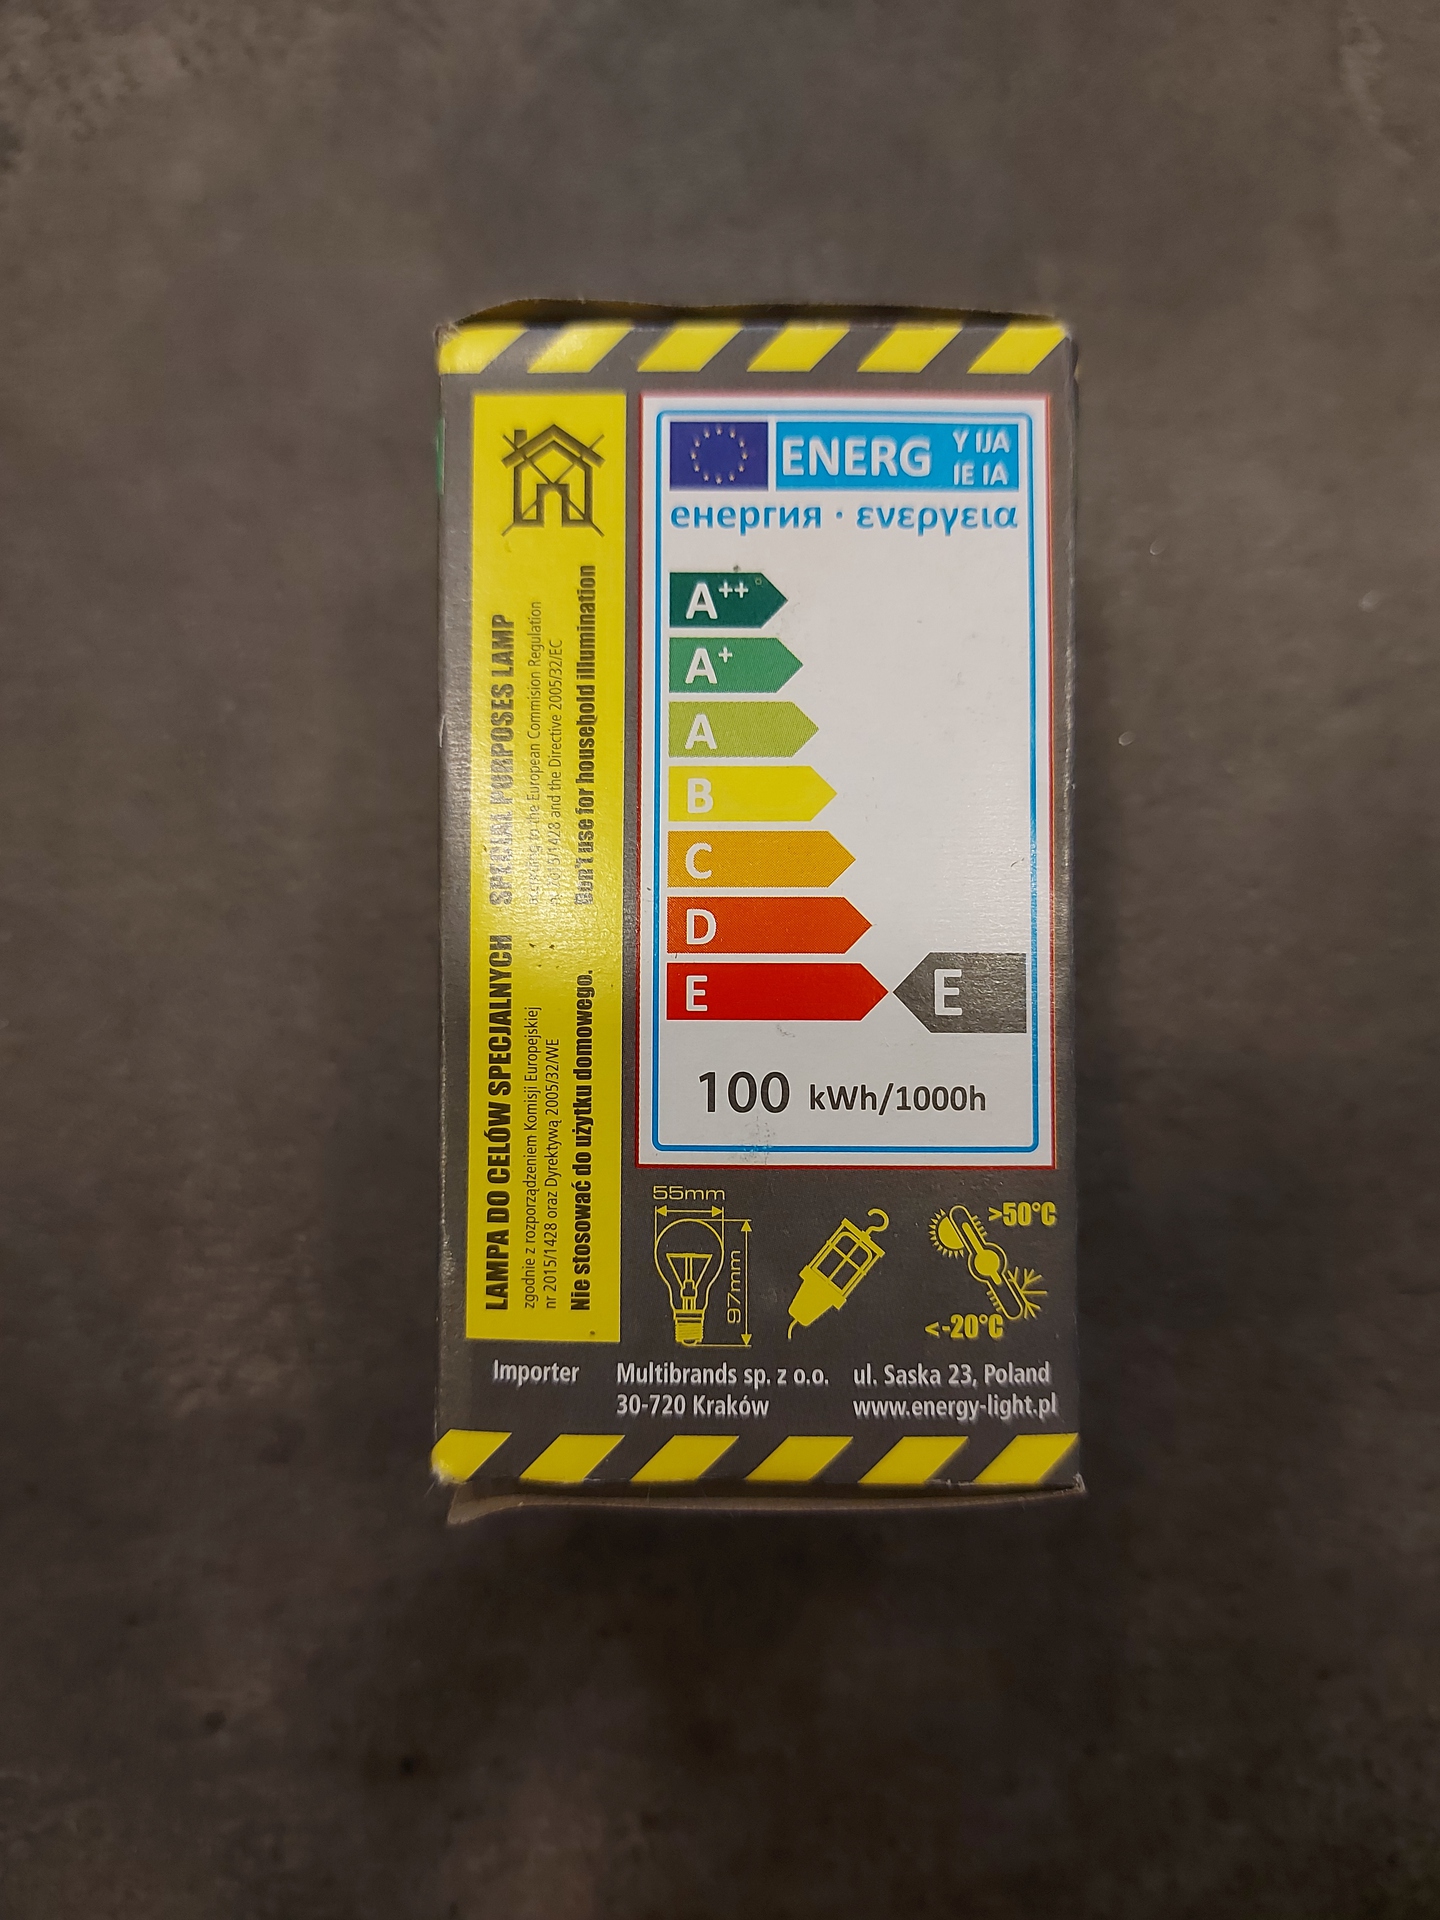 ENERG
Y IJA
IE IA
енергия · ενεργεια
A++
A+
A
B
C
D
E
E
100 kWh/1000h
LAMPA DO CELÓW SPECJALNYCH
zgodnie z rozporządzeniem Komisji Europejskiej
nr 2015/1428 oraz Dyrektywą 2005/32/WE
Nie stosować do użytku domowego.
SPECIAL PURPOSES LAMP
according to the European Commision Regulation
2015/1428 and the Directive 2005/32/EC
Don't use for household illumination
55mm
97mm
>50°C
<-20°C
Importer Multibrands sp. z o.o. ul. Saska 23, Poland
30-720 Kraków www.energy-light.pl